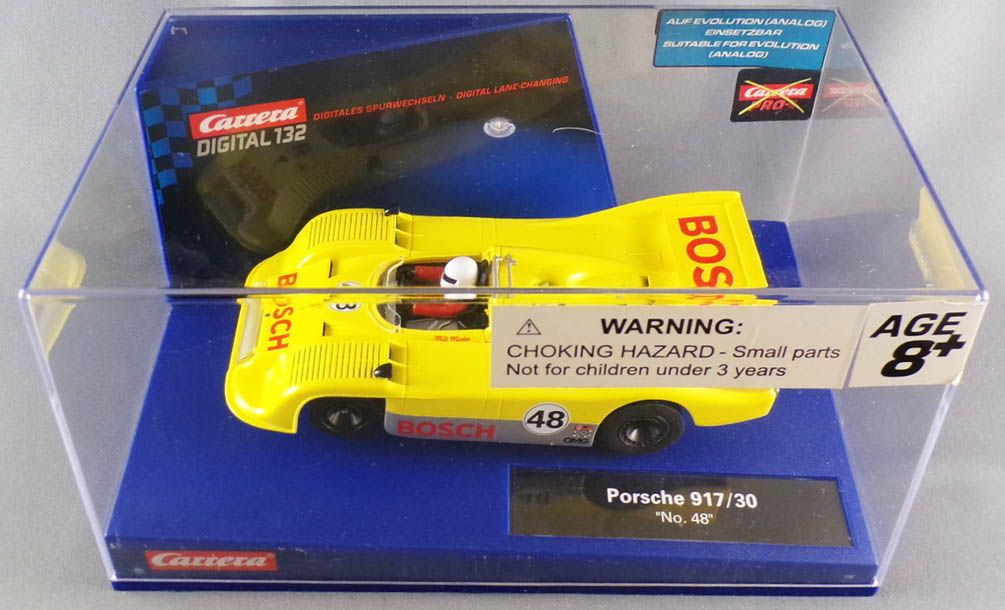 AUF EVOLUTION (ANALOG)
EINSETZBAR
SUITABLE FOR EVOLUTION
(ANALOG)
Carrera
PRO-X
Carrera
DIGITAL 132
DIGITALES SPURWECHSELN · DIGITAL LANE-CHANGING
BOSCH
BOSCH
WARNING:
CHOKING HAZARD - Small parts
Not for children under 3 years
AGE
8+
BOSCH
48
OMG
Porsche 917/30
"No. 48"
Carrera